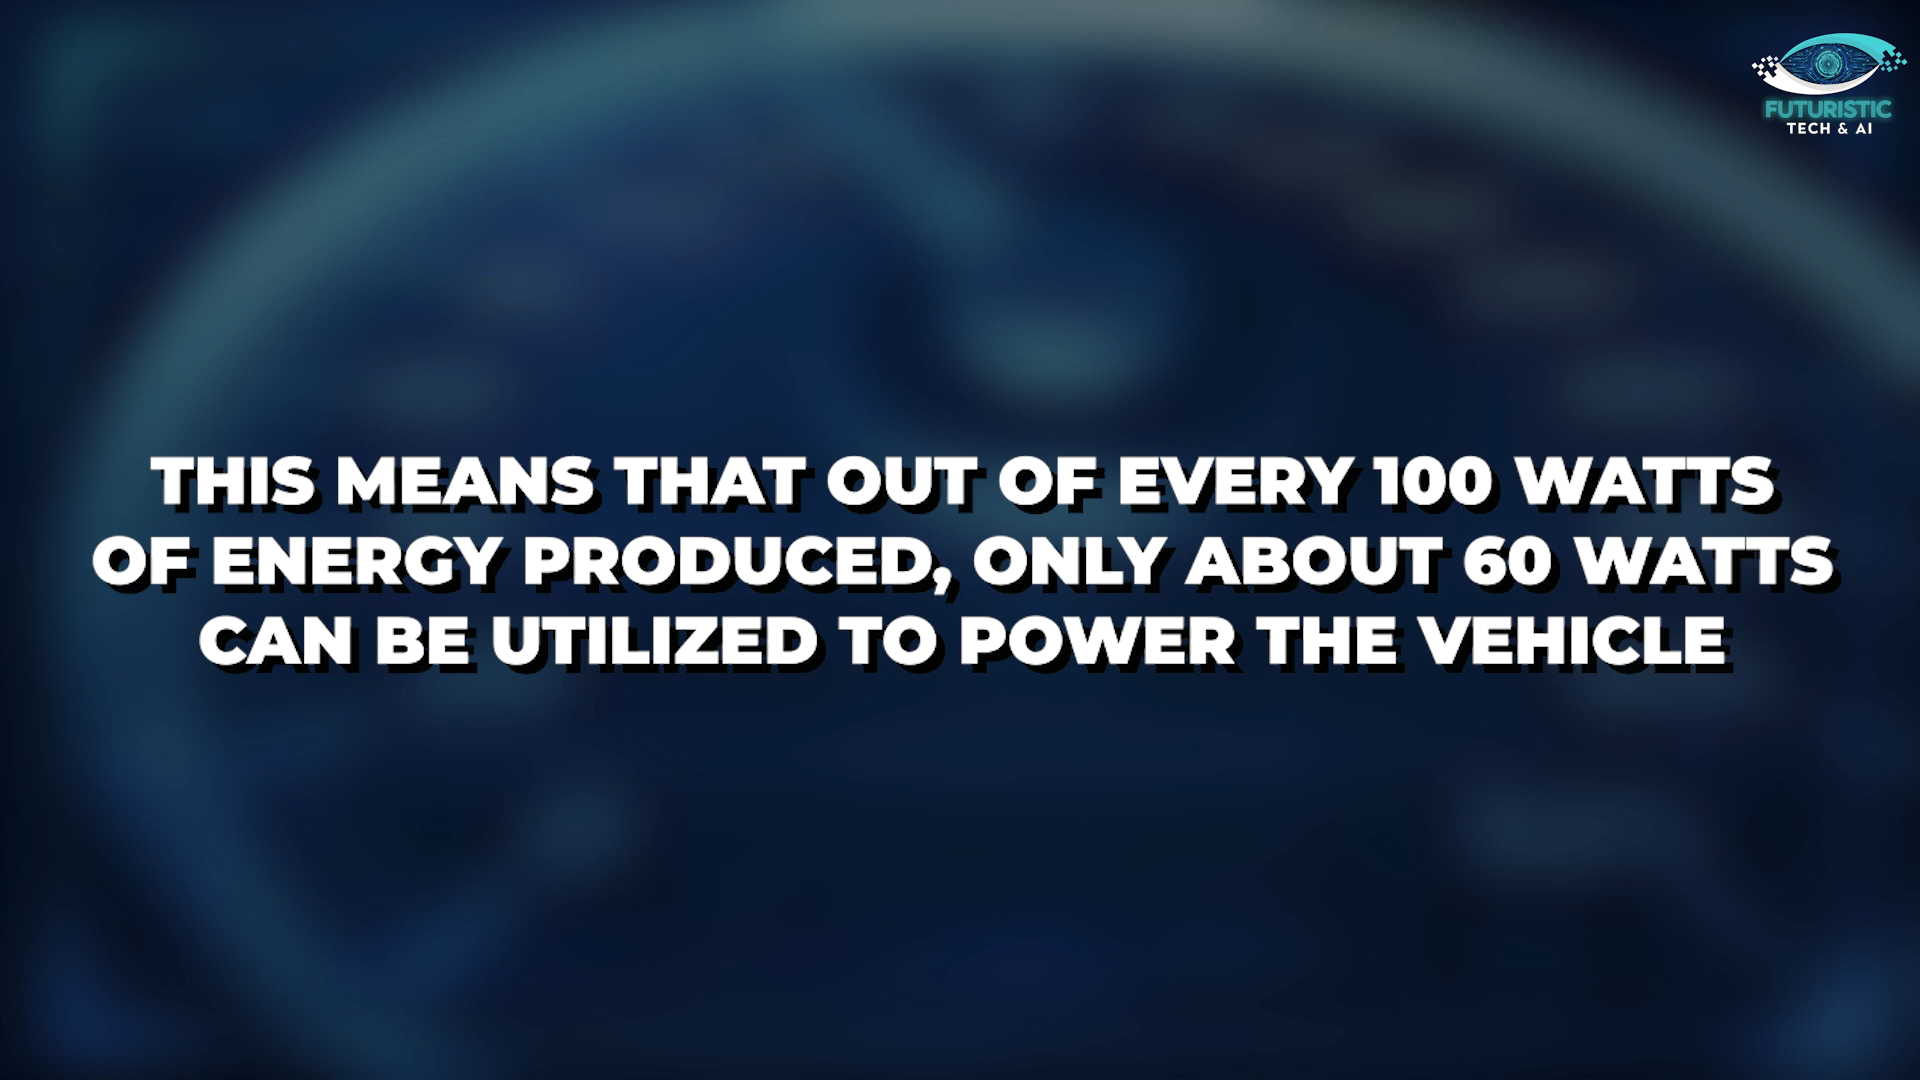 FUTURISTIC
TECH & AI
THIS MEANS THAT OUT OF EVERY 100 WATTS
OF ENERGY PRODUCED, ONLY ABOUT 60 WATTS
CAN BE UTILIZED TO POWER THE VEHICLE